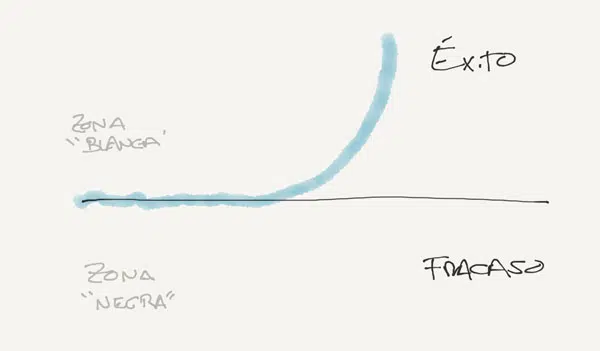 Éxito
ZONA
"BLANCA"
FRACASO
ZONA
"NEGRA"